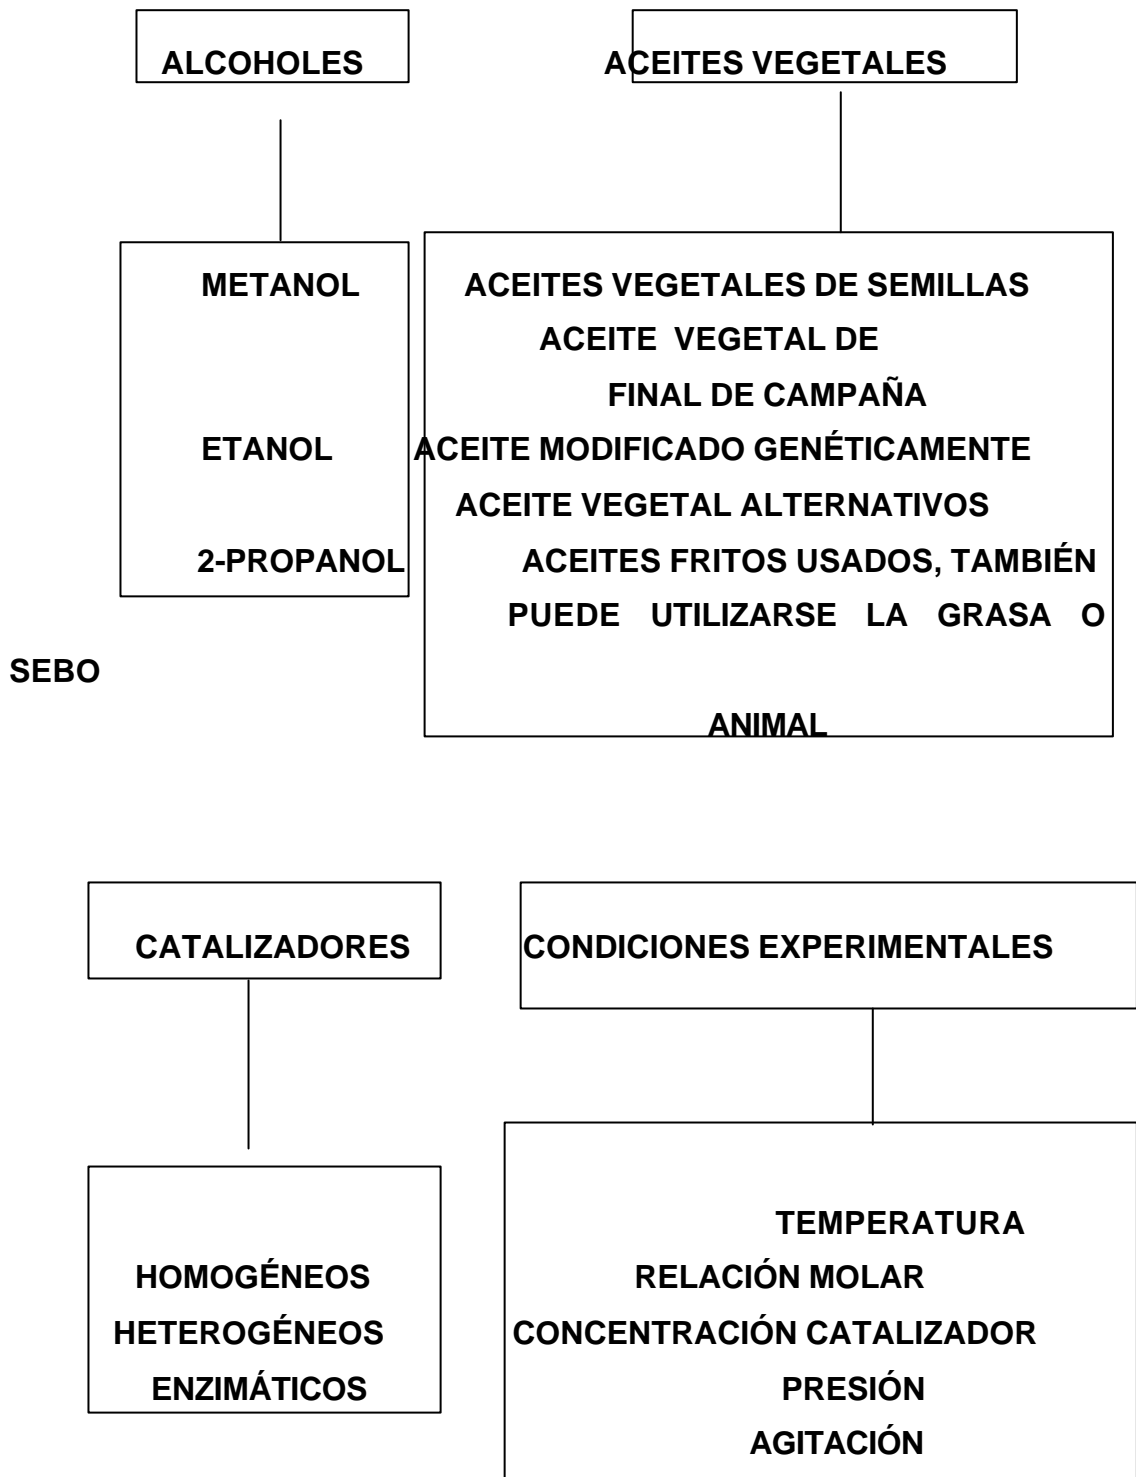 ALCOHOLES
ACEITES VEGETALES
METANOL
ETANOL
2-PROPANOL
ACEITES VEGETALES DE SEMILLAS
ACEITE VEGETAL DE
FINAL DE CAMPAÑA
ACEITE MODIFICADO GENÉTICAMENTE
ACEITE VEGETAL ALTERNATIVOS
ACEITES FRITOS USADOS, TAMBIÉN
PUEDE UTILIZARSE LA GRASA O
SEBO
ANIMAL
CATALIZADORES
CONDICIONES EXPERIMENTALES
HOMOGÉNEOS
HETEROGÉNEOS
ENZIMÁTICOS
TEMPERATURA
RELACIÓN MOLAR
CONCENTRACIÓN CATALIZADOR
PRESIÓN
AGITACIÓN